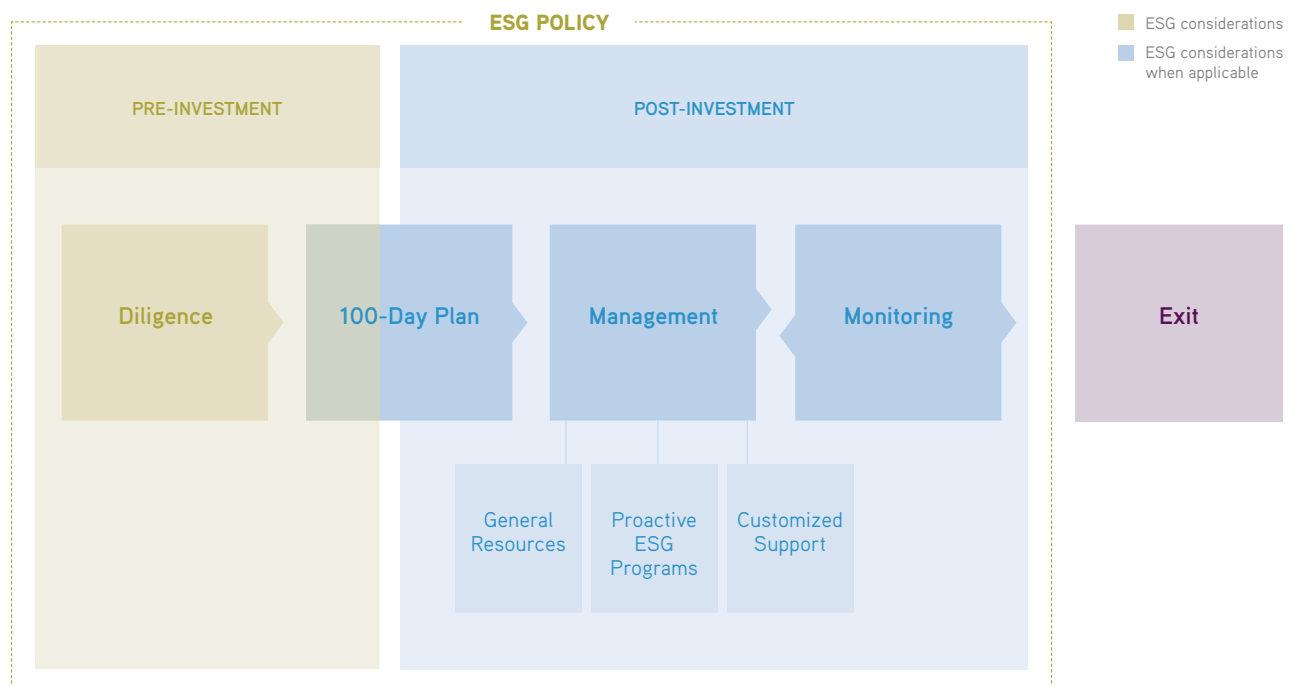 ESG POLICY
ESG considerations
ESG considerations
when applicable
PRE-INVESTMENT
POST-INVESTMENT
Diligence
100-Day Plan
Management
Monitoring
Exit
General
Resources
Proactive
ESG
Programs
Customized
Support